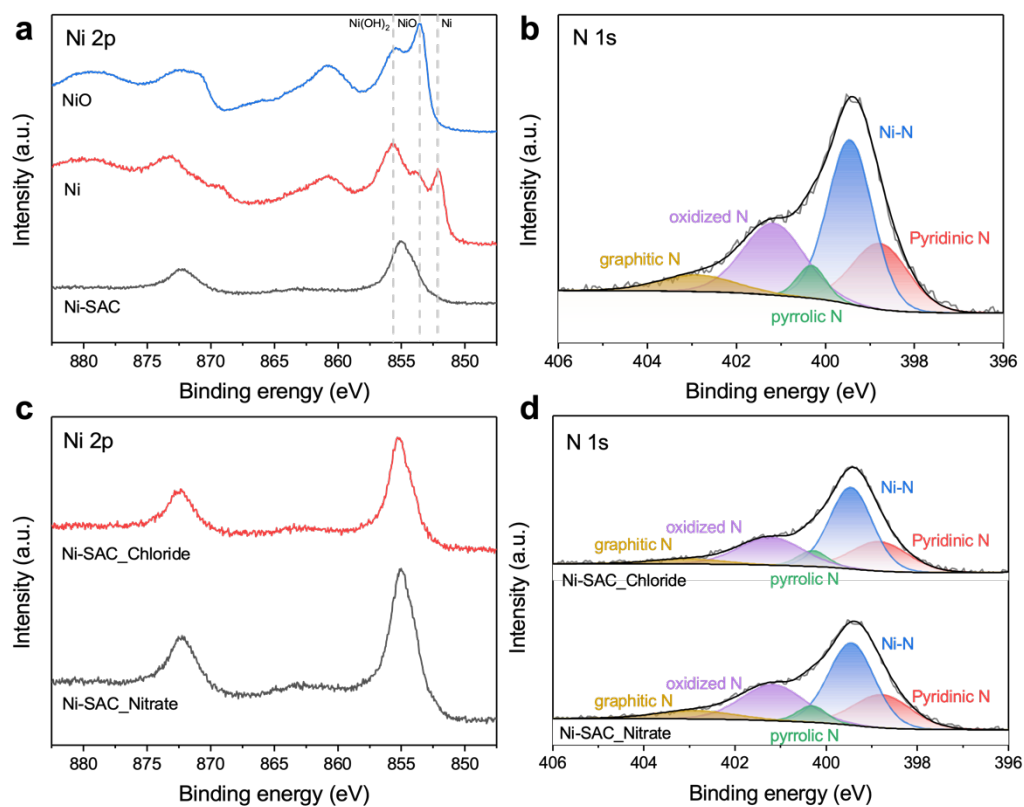 a
Ni 2p
Ni(OH)₂
NiO
Ni
NiO
Ni
Ni-SAC
Intensity (a.u.)
880 875 870 865 860 855 850
Binding erergy (eV)
b
N 1s
Ni-N
oxidized N
Pyridinic N
graphitic N
pyrrolic N
Intensity (a.u.)
406 404 402 400 398 396
Binding energy (eV)
c
Ni 2p
Ni-SAC_Chloride
Ni-SAC_Nitrate
Intensity (a.u.)
880 875 870 865 860 855 850
Binding energy (eV)
d
N 1s
Ni-N
oxidized N
graphitic N
Pyridinic N
Ni-SAC_Chloride
pyrrolic N
Ni-N
oxidized N
graphitic N
Pyridinic N
Ni-SAC_Nitrate
pyrrolic N
Intensity (a.u.)
406 404 402 400 398 396
Binding energy (eV)